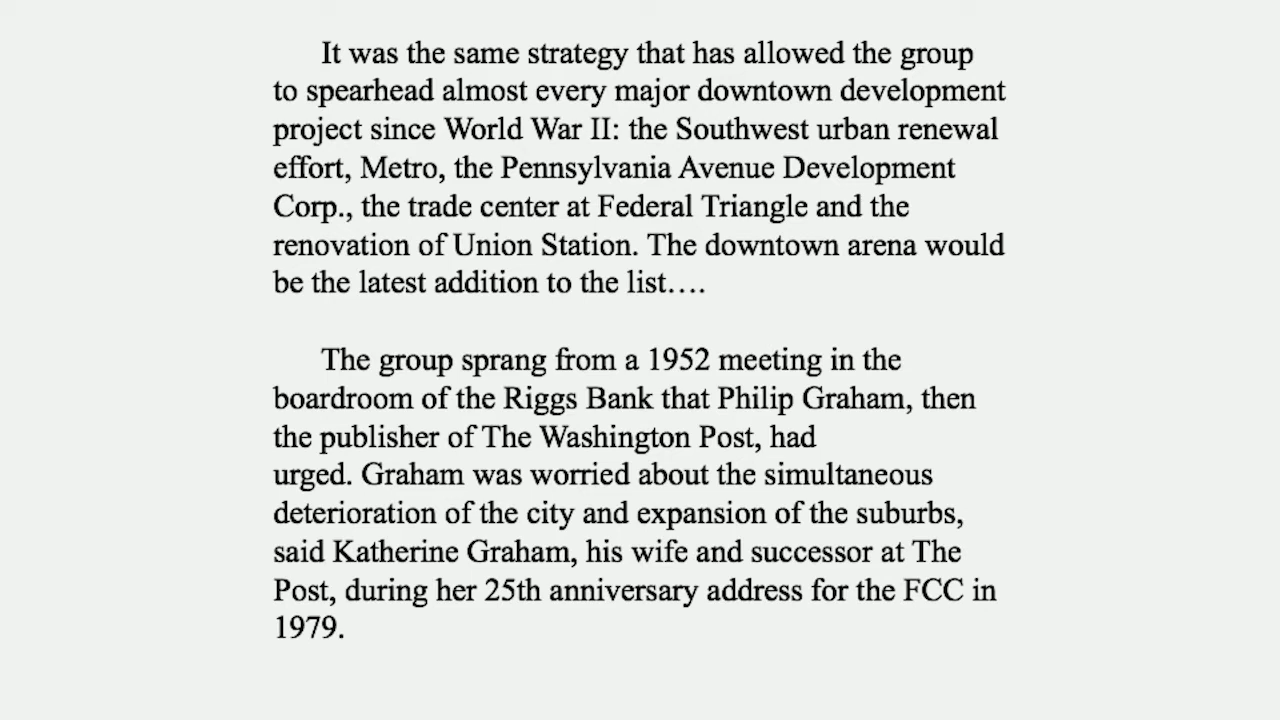 It was the same strategy that has allowed the group
to spearhead almost every major downtown development
project since World War II: the Southwest urban renewal
effort, Metro, the Pennsylvania Avenue Development
Corp., the trade center at Federal Triangle and the
renovation of Union Station. The downtown arena would
be the latest addition to the list….
The group sprang from a 1952 meeting in the
boardroom of the Riggs Bank that Philip Graham, then
the publisher of The Washington Post, had
urged. Graham was worried about the simultaneous
deterioration of the city and expansion of the suburbs,
said Katherine Graham, his wife and successor at The
Post, during her 25th anniversary address for the FCC in
1979.